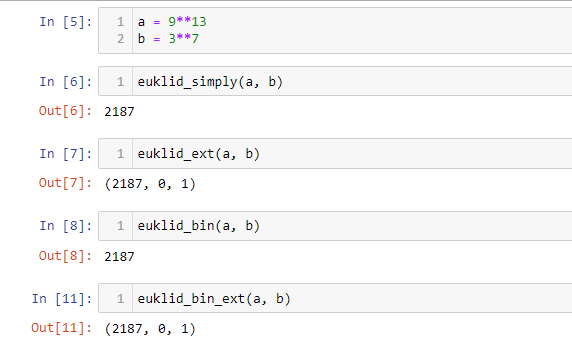 In [5]: 1 a = 9**13
2 b = 3**7
In [6]: 1 euklid_simply(a, b)
Out[6]: 2187
In [7]: 1 euklid_ext(a, b)
Out[7]: (2187, 0, 1)
In [8]: 1 euklid_bin(a, b)
Out[8]: 2187
In [11]: 1 euklid_bin_ext(a, b)
Out[11]: (2187, 0, 1)